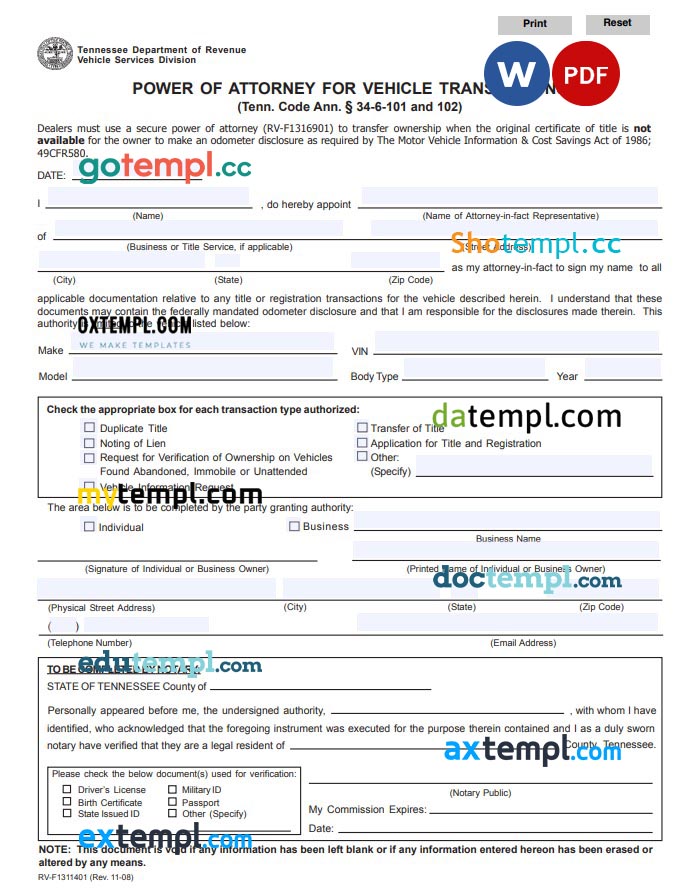 Print Reset
Tennessee Department of Revenue
Vehicle Services Division
W PDF
POWER OF ATTORNEY FOR VEHICLE
(Tenn. Code Ann. § 34-6-101 and 102)
Dealers must use a secure power of attorney (RV-F1316901) to transfer ownership when the original certificate of title is not
available for the owner to make an odometer disclosure as required by The Motor Vehicle Information & Cost Savings Act of 1986;
49CFR580.
gotempl.cc
DATE:
I , do hereby appoint
(Name) (Name of Attorney-in-fact Representative)
of
(Business or Title Service, if applicable) (Street Address)
Shotempl.cc
as my attorney-in-fact to sign my name to all
(City) (State) (Zip Code)
applicable documentation relative to any title or registration transactions for the vehicle described herein. I understand that these
documents may contain the federally mandated odometer disclosure and that I am responsible for the disclosures made therein. This
authority is limited to the vehicle listed below:
OXTEMPL.COM
WE MAKE TEMPLATES
Make VIN
Model Body Type Year
Check the appropriate box for each transaction type authorized:
datempl.com
Duplicate Title Transfer of Title
Noting of Lien Application for Title and Registration
Request for Verification of Ownership on Vehicles Other:
Found Abandoned, Immobile or Unattended (Specify)
Vehicle Information Request
mytempl.com
The area below is to be completed by the party granting authority:
Individual Business
Business Name
(Signature of Individual or Business Owner) (Printed Name of Individual or Business Owner)
doctempl.com
(Physical Street Address) (City) (State) (Zip Code)
( )
(Telephone Number) (Email Address)
edutempl.com
TO BE COMPLETED BY NOTARY
STATE OF TENNESSEE County of
Personally appeared before me, the undersigned authority, , with whom I have
identified, who acknowledged that the foregoing instrument was executed for the purpose therein contained and I as a duly sworn
notary have verified that they are a legal resident of County, Tennessee.
axtempl.com
Please check the below document(s) used for verification:
Driver's License Military ID
Birth Certificate Passport
State Issued ID Other (Specify)
(Notary Public)
My Commission Expires:
Date:
extempl.com
NOTE: This document is void if any information has been left blank or if any information entered hereon has been erased or
altered by any means.
RV-F1311401 (Rev. 11-08)